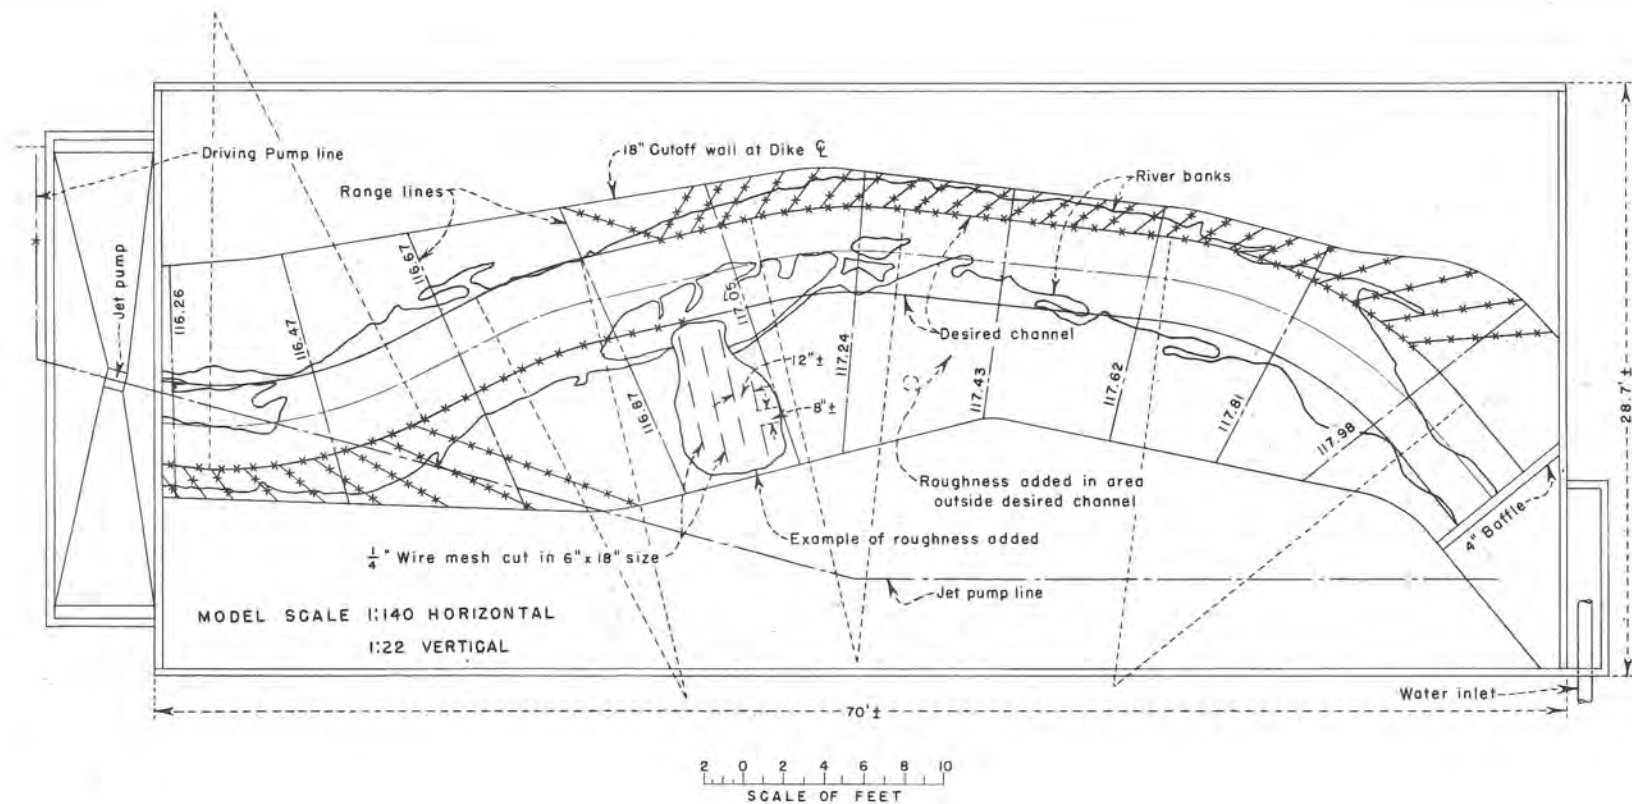 Driving Pump line
18" Cutoff wall at Dike ℄
Range lines
River banks
Jet pump
116.26
116.47
116.67
116.87
117.05
117.24
117.43
117.62
117.81
117.98
Desired channel
12"±
8"±
28.7'±
Roughness added in area
outside desired channel
Example of roughness added
1/4" Wire mesh cut in 6" x 18" size
4" Baffle
Jet pump line
MODEL SCALE 1:140 HORIZONTAL
1:22 VERTICAL
Water inlet
70'±
2 0 2 4 6 8 10
SCALE OF FEET